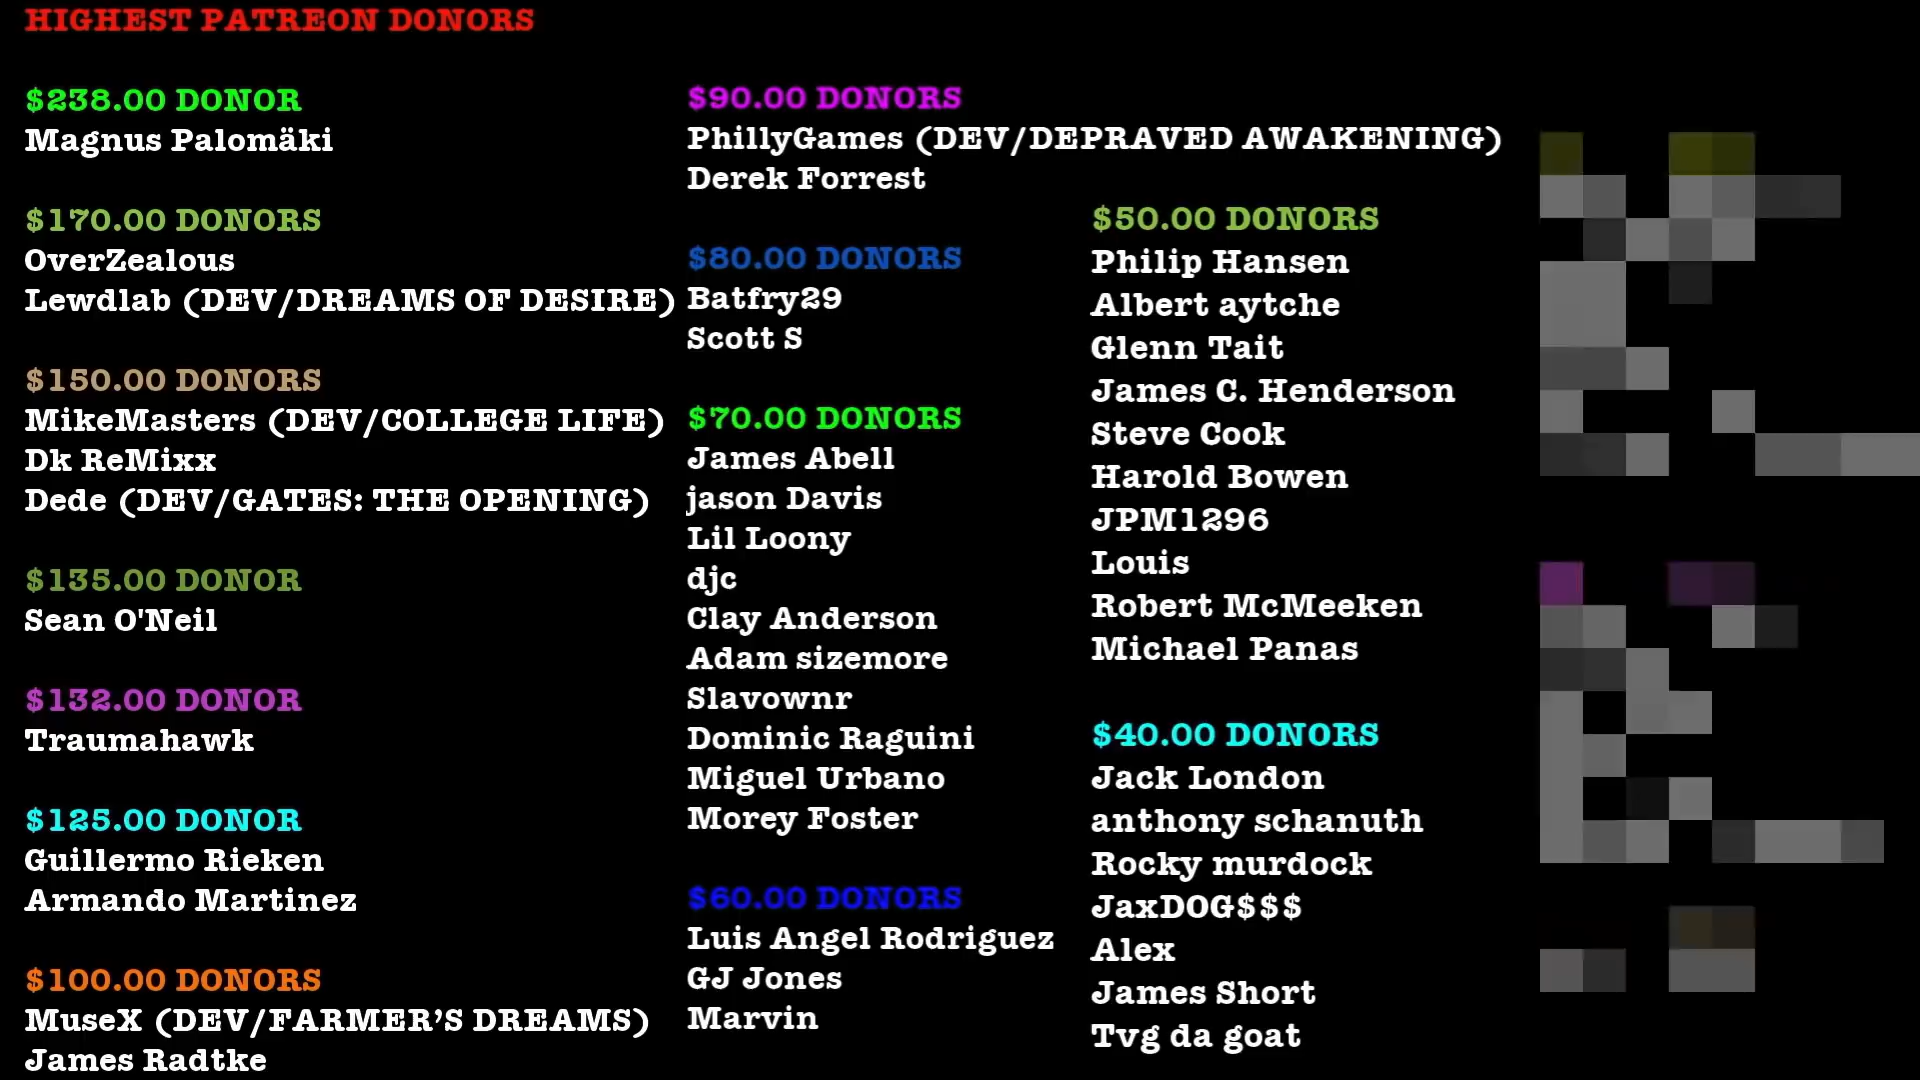 HIGHEST PATREON DONORS
$238.00 DONOR
Magnus Palomäki
$170.00 DONORS
OverZealous
Lewdlab (DEV/DREAMS OF DESIRE)
$150.00 DONORS
MikeMasters (DEV/COLLEGE LIFE)
Dk ReMixx
Dede (DEV/GATES: THE OPENING)
$135.00 DONOR
Sean O'Neil
$132.00 DONOR
Traumahawk
$125.00 DONOR
Guillermo Rieken
Armando Martinez
$100.00 DONORS
MuseX (DEV/FARMER’S DREAMS)
James Radtke
$90.00 DONORS
PhillyGames (DEV/DEPRAVED AWAKENING)
Derek Forrest
$80.00 DONORS
Batfry29
Scott S
$70.00 DONORS
James Abell
jason Davis
Lil Loony
djc
Clay Anderson
Adam sizemore
Slavownr
Dominic Raguini
Miguel Urbano
Morey Foster
$60.00 DONORS
Luis Angel Rodriguez
GJ Jones
Marvin
$50.00 DONORS
Philip Hansen
Albert aytche
Glenn Tait
James C. Henderson
Steve Cook
Harold Bowen
JPM1296
Louis
Robert McMeeken
Michael Panas
$40.00 DONORS
Jack London
anthony schanuth
Rocky murdock
JaxDOG$$$
Alex
James Short
Tvg da goat